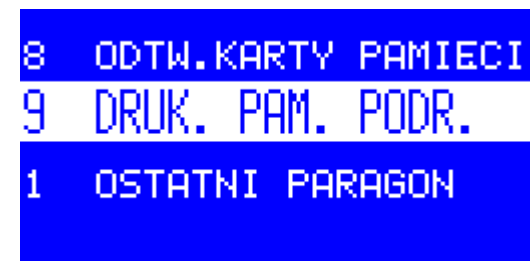 8 ODTW.KARTY PAMIECI
9 DRUK. PAM. PODR.
1 OSTATNI PARAGON